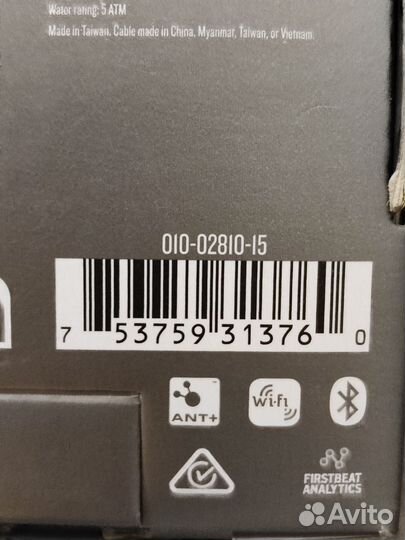 Water rating: 5 ATM
Made in Taiwan. Cable made in China, Myanmar, Taiwan, or Vietnam.
010-02810-15
7 53759 31376 0
ANT+
Wi-Fi
FIRSTBEAT
ANALYTICS
Avito